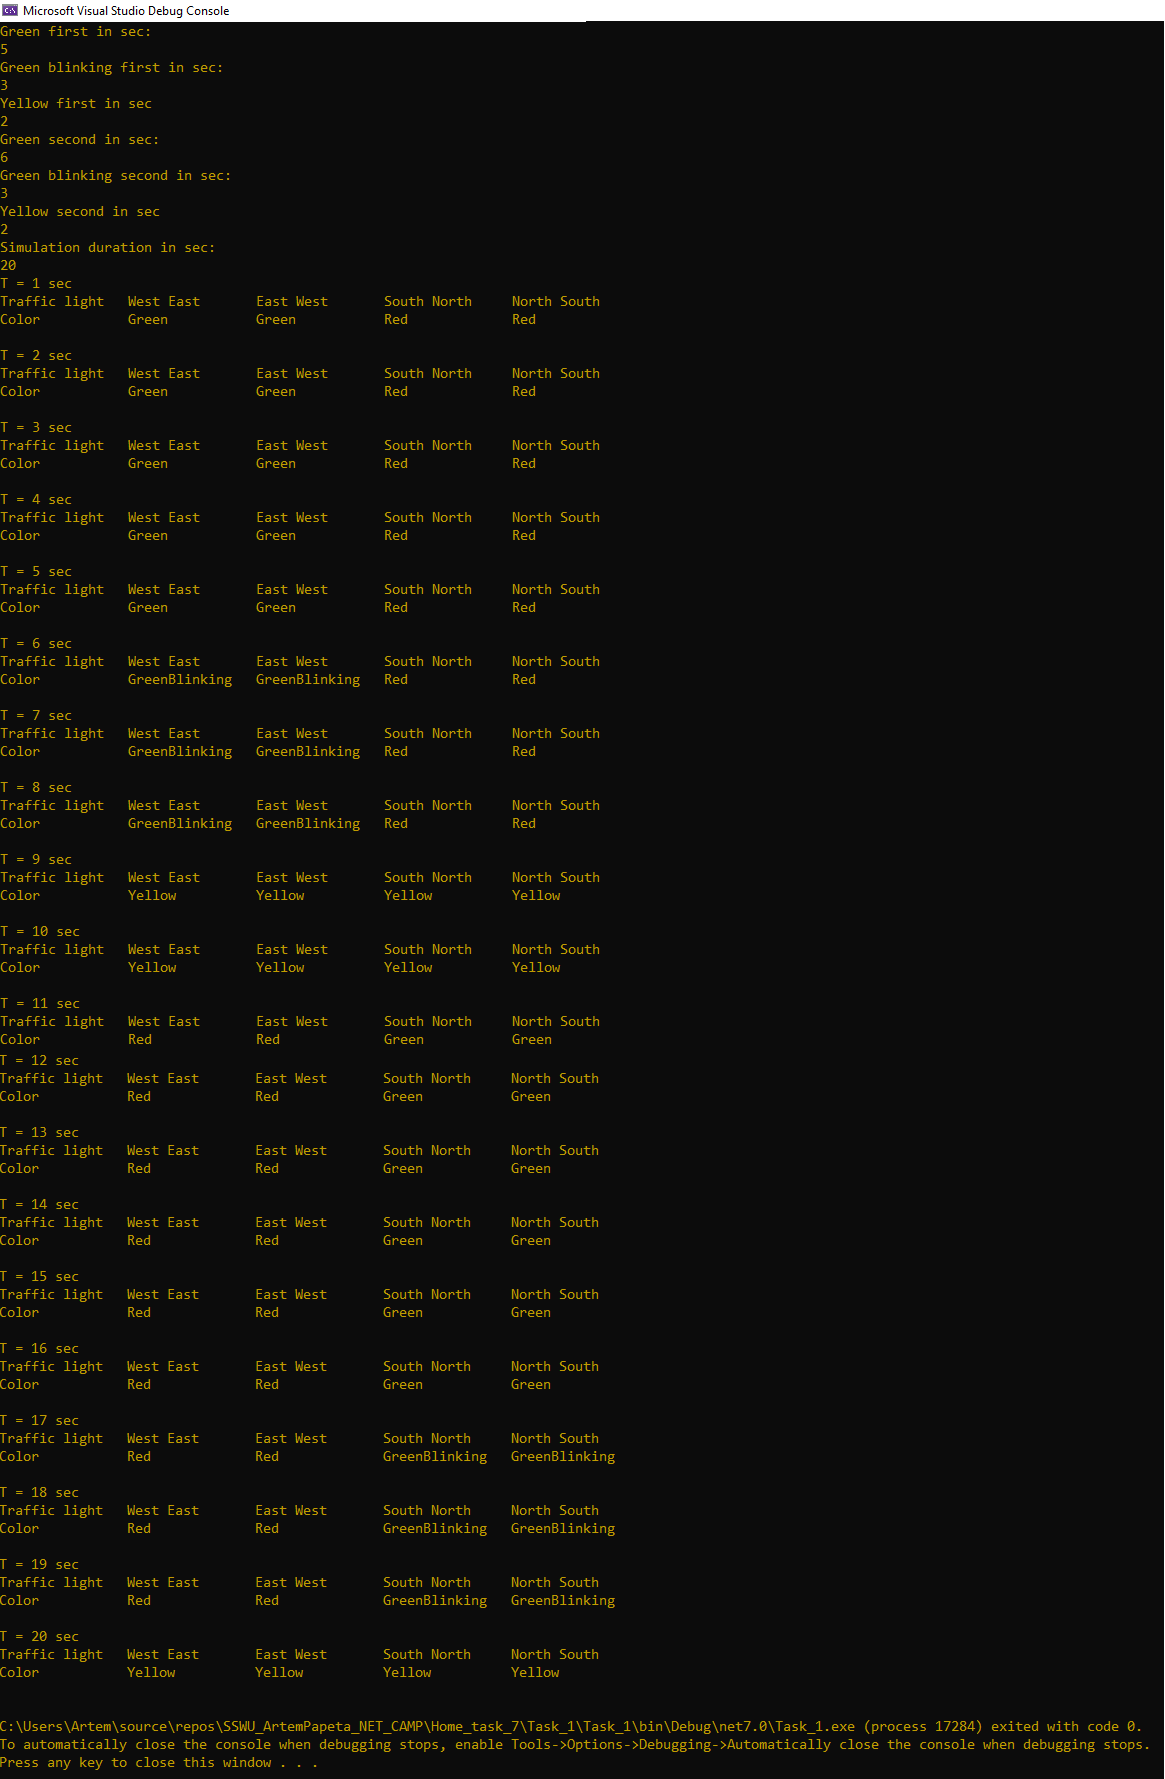 Microsoft Visual Studio Debug Console
Green first in sec:
5
Green blinking first in sec:
3
Yellow first in sec
2
Green second in sec:
6
Green blinking second in sec:
3
Yellow second in sec
2
Simulation duration in sec:
20
T = 1 sec
Traffic light West East East West South North North South
Color Green Green Red Red
T = 2 sec
Traffic light West East East West South North North South
Color Green Green Red Red
T = 3 sec
Traffic light West East East West South North North South
Color Green Green Red Red
T = 4 sec
Traffic light West East East West South North North South
Color Green Green Red Red
T = 5 sec
Traffic light West East East West South North North South
Color Green Green Red Red
T = 6 sec
Traffic light West East East West South North North South
Color GreenBlinking GreenBlinking Red Red
T = 7 sec
Traffic light West East East West South North North South
Color GreenBlinking GreenBlinking Red Red
T = 8 sec
Traffic light West East East West South North North South
Color GreenBlinking GreenBlinking Red Red
T = 9 sec
Traffic light West East East West South North North South
Color Yellow Yellow Yellow Yellow
T = 10 sec
Traffic light West East East West South North North South
Color Yellow Yellow Yellow Yellow
T = 11 sec
Traffic light West East East West South North North South
Color Red Red Green Green
T = 12 sec
Traffic light West East East West South North North South
Color Red Red Green Green
T = 13 sec
Traffic light West East East West South North North South
Color Red Red Green Green
T = 14 sec
Traffic light West East East West South North North South
Color Red Red Green Green
T = 15 sec
Traffic light West East East West South North North South
Color Red Red Green Green
T = 16 sec
Traffic light West East East West South North North South
Color Red Red Green Green
T = 17 sec
Traffic light West East East West South North North South
Color Red Red GreenBlinking GreenBlinking
T = 18 sec
Traffic light West East East West South North North South
Color Red Red GreenBlinking GreenBlinking
T = 19 sec
Traffic light West East East West South North North South
Color Red Red GreenBlinking GreenBlinking
T = 20 sec
Traffic light West East East West South North North South
Color Yellow Yellow Yellow Yellow
C:\Users\Artem\source\repos\SSWU_ArtemPapeta_NET_CAMP\Home_task_7\Task_1\Task_1\bin\Debug\net7.0\Task_1.exe (process 17284) exited with code 0.
To automatically close the console when debugging stops, enable Tools->Options->Debugging->Automatically close the console when debugging stops.
Press any key to close this window . . .